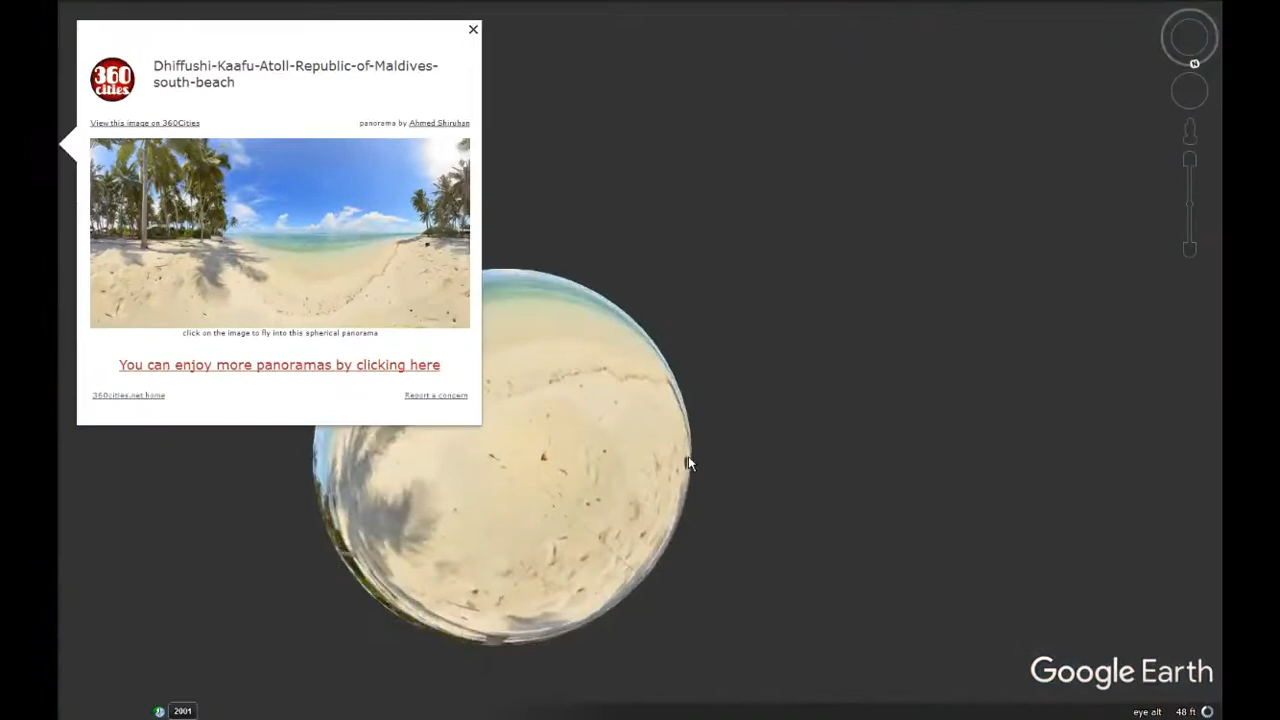 360
cities
Dhiffushi-Kaafu-Atoll-Republic-of-Maldives-
south-beach
View this image on 360Cities
panorama by Ahmed Shiruhan
click on the image to fly into this spherical panorama
You can enjoy more panoramas by clicking here
360cities.net home
Report a concern
N
Google Earth
2001
eye alt 48 ft